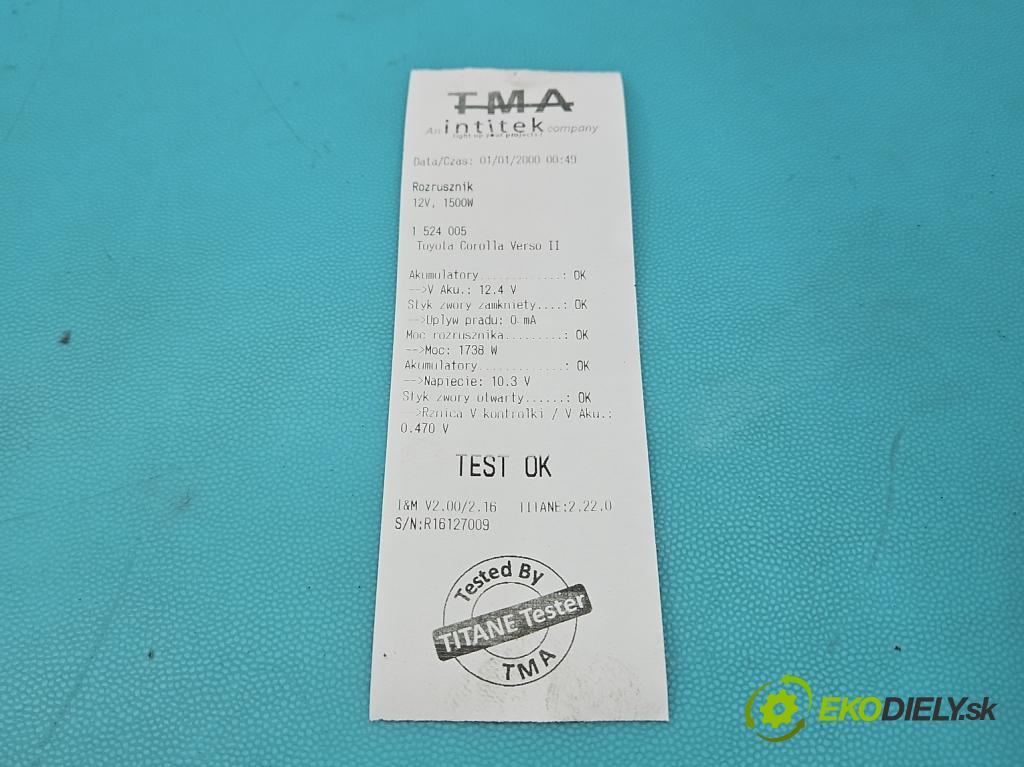 TMA
An intitek company
light up your projects !
Data/Czas: 01/01/2000 00:49
Rozrusznik
12V, 1500W
1 524 005
Toyota Corolla Verso II
Akumulatory.............: OK
-->V Aku.: 12.4 V
Styk zwory zamkniety....: OK
-->Uplyw pradu: 0 mA
Moc rozrusznika.........: OK
-->Moc: 1738 W
Akumulatory.............: OK
-->Napiecie: 10.3 V
Styk zwory otwarty......: OK
-->Rznica V kontrolki / V Aku.:
0.470 V
TEST OK
I&M V2.00/2.16 TITANE:2.22.0
S/N:R16127009
Tested By
TITANE Tester
TMA
EKODIELY.sk